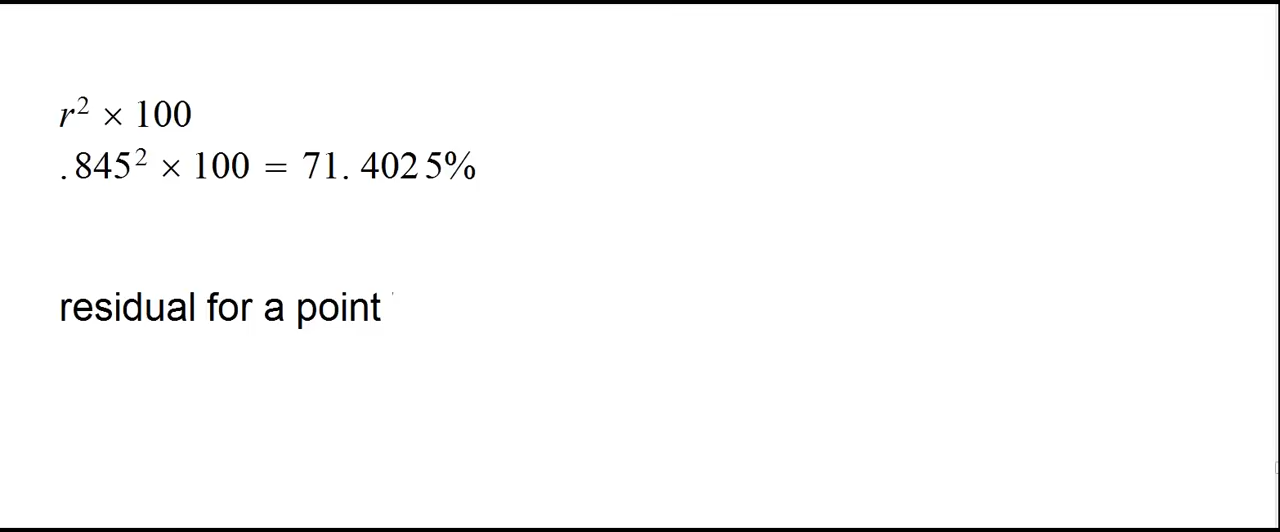 r² × 100
.845² × 100 = 71.4025%
residual for a point